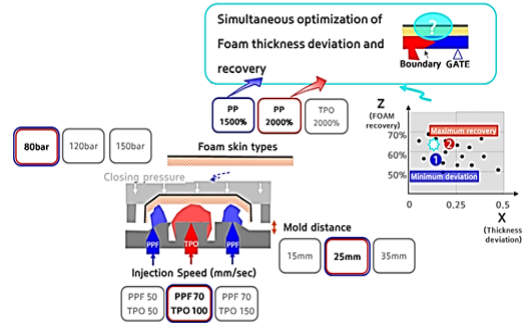 Simultaneous optimization of
Foam thickness deviation and
recovery
?
Boundary
GATE
PP
1500%
PP
2000%
TPO
2000%
80bar
120bar
150bar
Foam skin types
Closing pressure
PPF
TPO
PPF
Mold distance
15mm
25mm
35mm
Injection Speed (mm/sec)
PPF 50
TPO 50
PPF 70
TPO 100
PPF 70
TPO 150
Z
(FOAM
recovery)
70%
60%
50%
Maximum recovery
2
1
Minimum deviation
0
0.25
0.5
X
(Thickness
deviation)